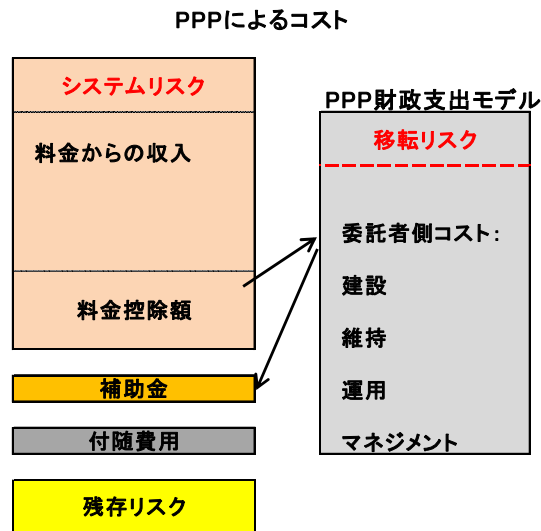 PPPによるコスト
システムリスク
料金からの収入
料金控除額
補助金
付随費用
残存リスク
PPP財政支出モデル
移転リスク
委託者側コスト：
建設
維持
運用
マネジメント